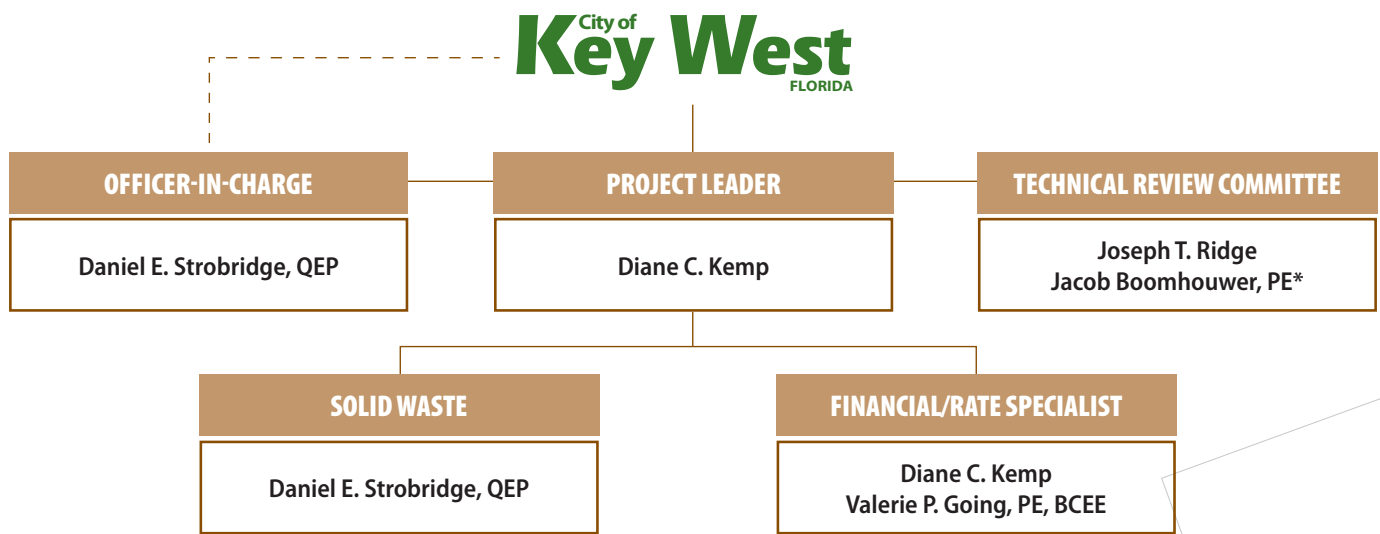 City of
Key West
FLORIDA
OFFICER-IN-CHARGE
Daniel E. Strobridge, QEP
PROJECT LEADER
Diane C. Kemp
TECHNICAL REVIEW COMMITTEE
Joseph T. Ridge
Jacob Boomhouwer, PE*
SOLID WASTE
Daniel E. Strobridge, QEP
FINANCIAL/RATE SPECIALIST
Diane C. Kemp
Valerie P. Going, PE, BCEE